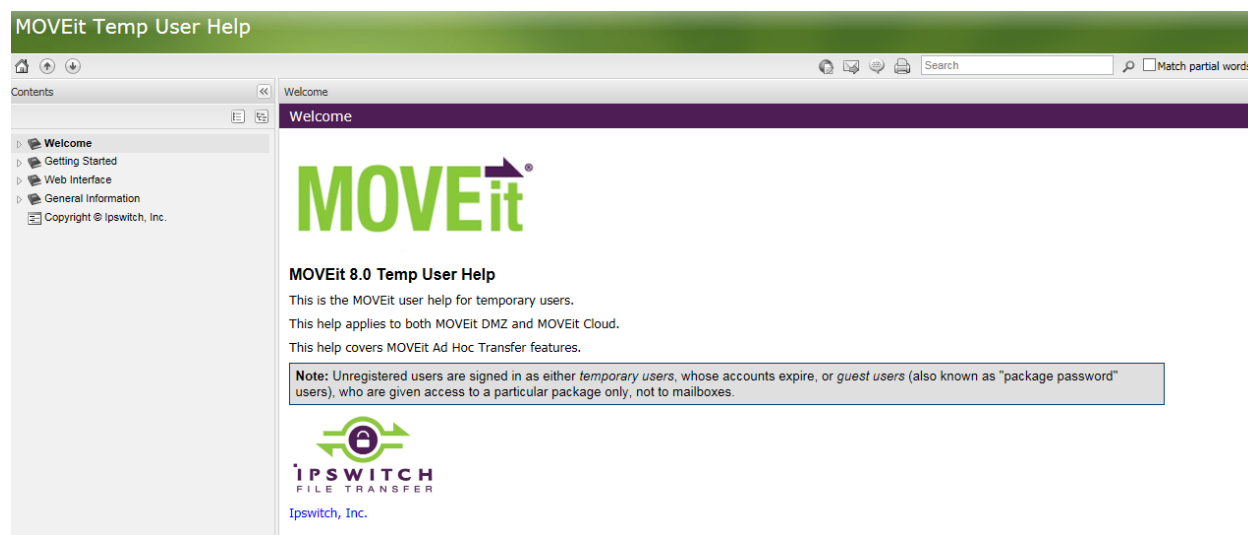 MOVEit Temp User Help
Search
Match partial words
Contents
Welcome
Welcome
Welcome
Getting Started
Web Interface
General Information
Copyright © Ipswitch, Inc.
MOVEit®
MOVEit 8.0 Temp User Help
This is the MOVEit user help for temporary users.
This help applies to both MOVEit DMZ and MOVEit Cloud.
This help covers MOVEit Ad Hoc Transfer features.
Note: Unregistered users are signed in as either temporary users, whose accounts expire, or guest users (also known as "package password"
users), who are given access to a particular package only, not to mailboxes.
IPSWITCH
FILE TRANSFER
Ipswitch, Inc.